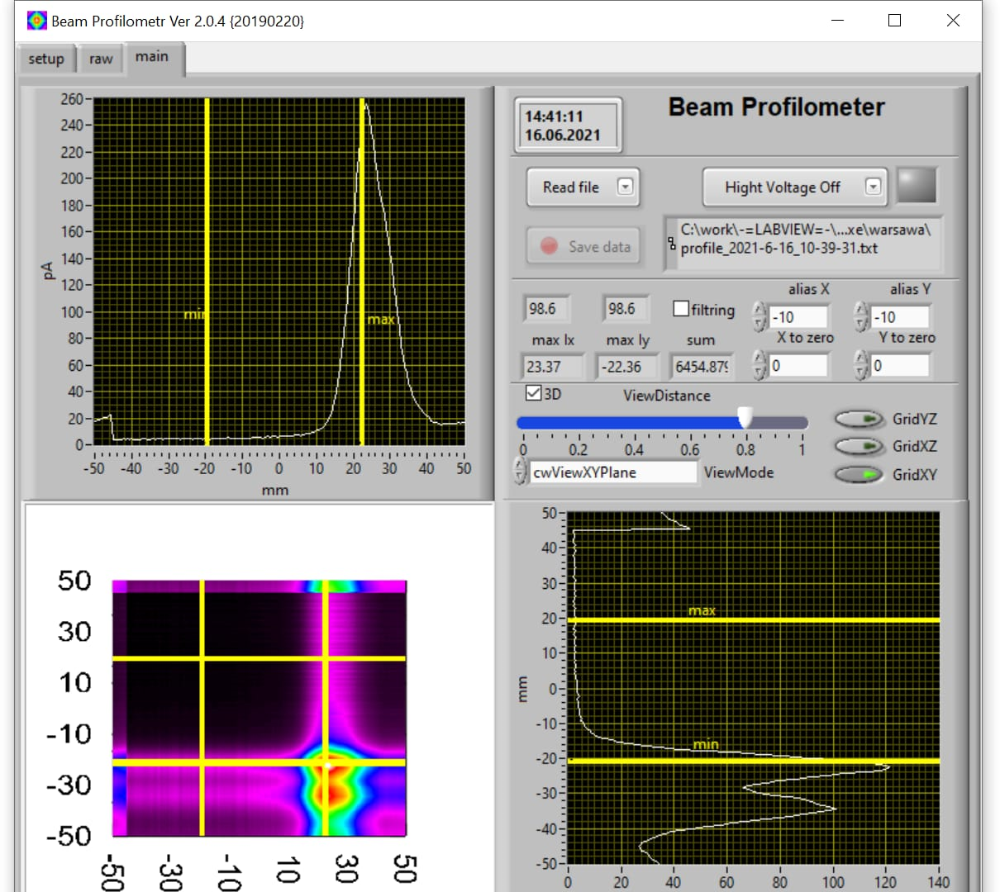 Beam Profilometr Ver 2.0.4 {20190220}
setup
raw
main
260
240
220
200
180
160
140
120
100
80
60
40
20
0
pA
min
max
-50
-40
-30
-20
-10
0
10
20
30
40
50
mm
14:41:11
16.06.2021
Beam Profilometer
Read file
Hight Voltage Off
Save data
C:\work\-=LABVIEW=-\...xe\warsawa\
profile_2021-6-16_10-39-31.txt
98.6
98.6
filtring
alias X
-10
alias Y
-10
max Ix
max Iy
sum
X to zero
Y to zero
23.37
-22.36
6454.879
0
0
3D
ViewDistance
0
0.2
0.4
0.6
0.8
1
cwViewXYPlane
ViewMode
GridYZ
GridXZ
GridXY
50
30
10
-10
-30
-50
-50
-30
-10
10
30
50
50
40
30
20
10
0
-10
-20
-30
-40
-50
mm
max
min
0
20
40
60
80
100
120
140